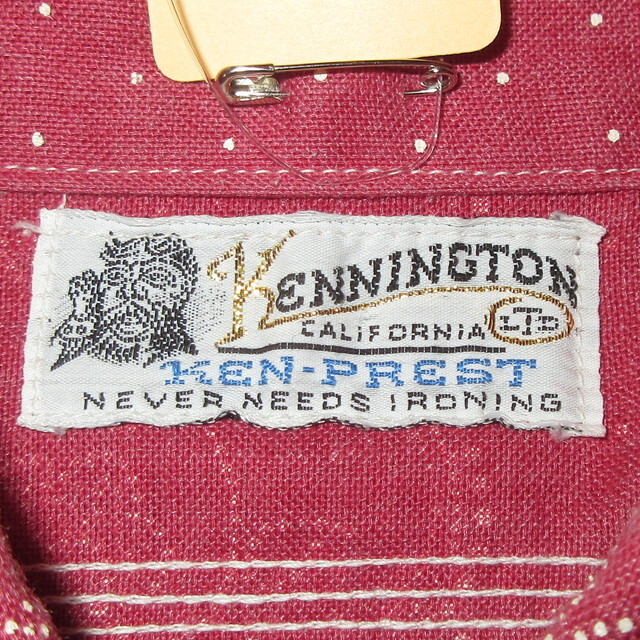 KENNINGTON
CALIFORNIA LTD
KEN-PREST
NEVER NEEDS IRONING